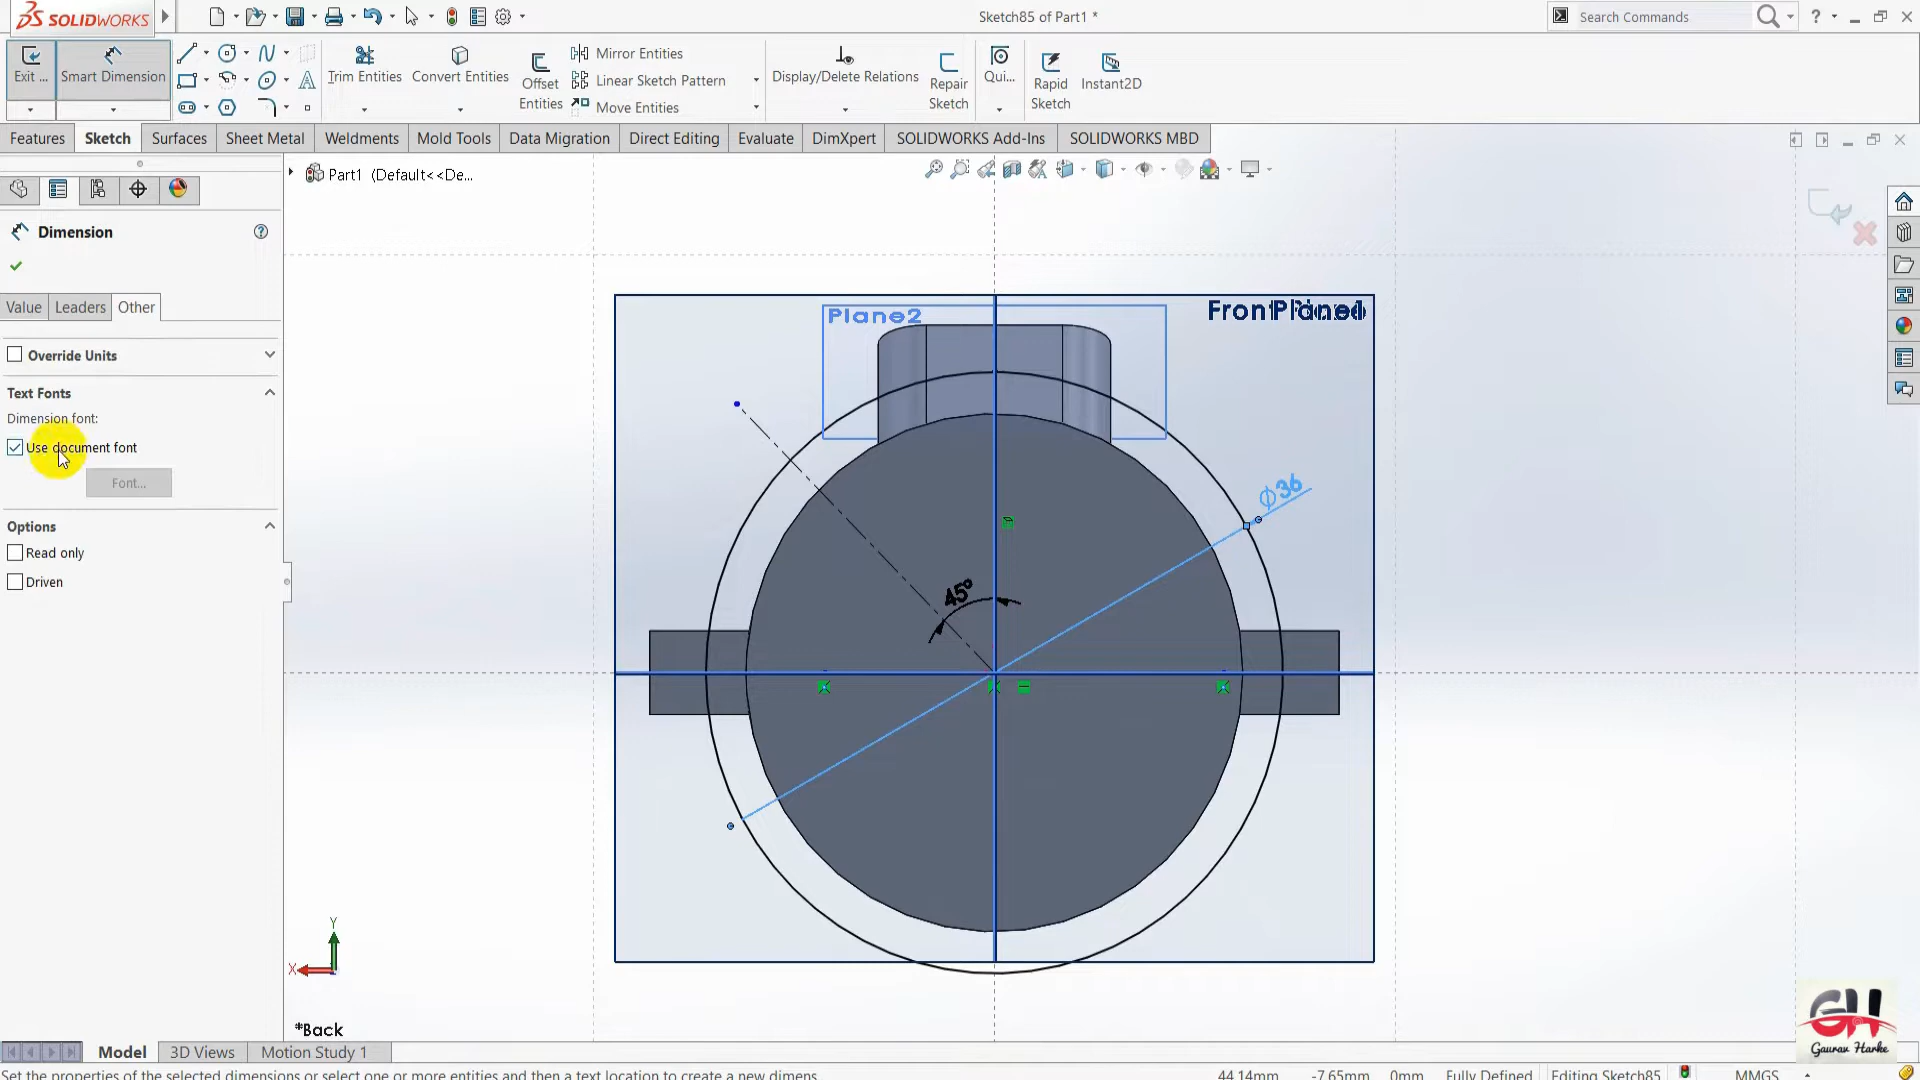 SOLIDWORKS
Sketch85 of Part1 *
Search Commands
Exit ...
Smart Dimension
Trim Entities
Convert Entities
Offset
Entities
Mirror Entities
Linear Sketch Pattern
Move Entities
Display/Delete Relations
Repair
Sketch
Qui...
Rapid
Sketch
Instant2D
Features
Sketch
Surfaces
Sheet Metal
Weldments
Mold Tools
Data Migration
Direct Editing
Evaluate
DimXpert
SOLIDWORKS Add-Ins
SOLIDWORKS MBD
Part1 (Default<<De...
Dimension
Value
Leaders
Other
Override Units
Text Fonts
Dimension font:
Use document font
Font...
Options
Read only
Driven
Plane2
Front
Ø36
45°
Y
X
*Back
GH
Gaurav Harke
Model
3D Views
Motion Study 1
Set the properties of the selected dimensions or select one or more entities and then a text location to create a new dimens
44.14mm
-7.65mm
0mm
Fully Defined
Editing Sketch85
MMGS